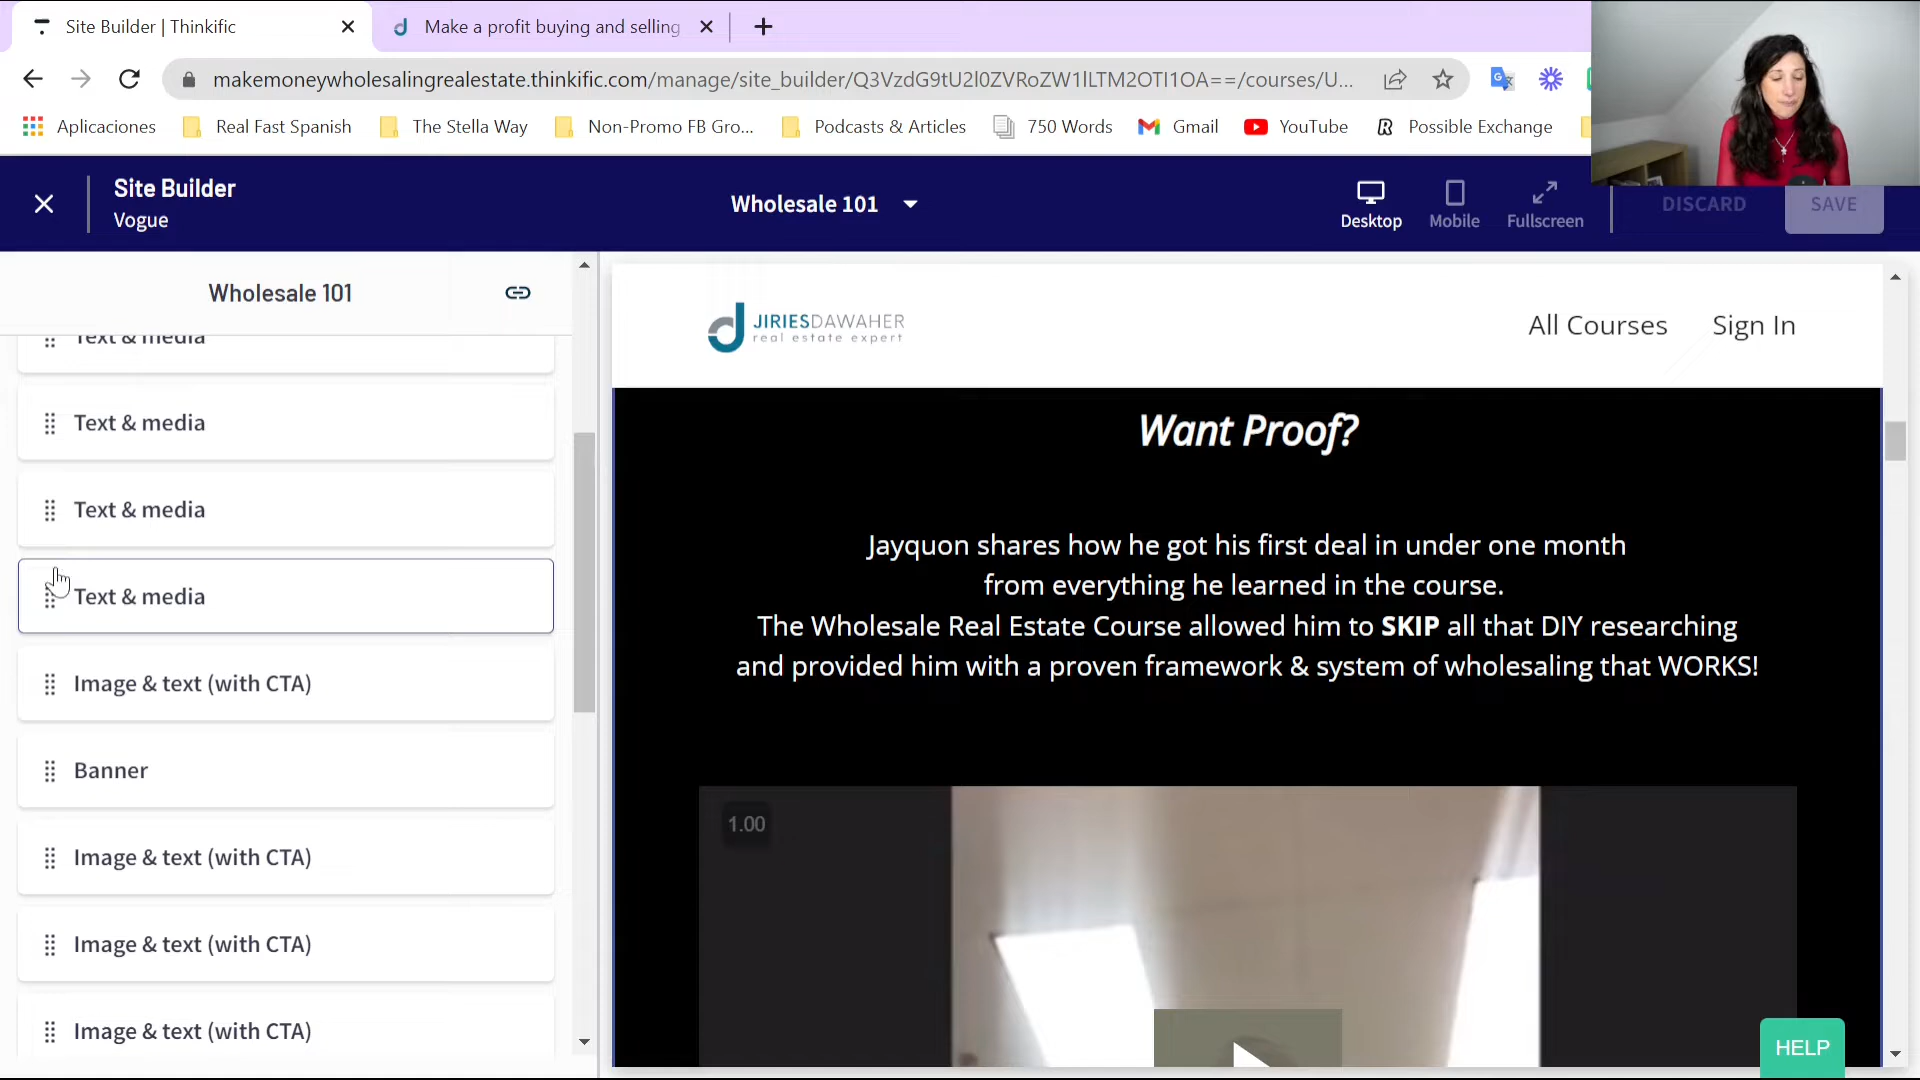 Site Builder | Thinkific
Make a profit buying and selling
makemoneywholesalingrealestate.thinkific.com/manage/site_builder/Q3VzdG9tU2l0ZVRoZW1lLTM2OTI1OA==/courses/U...
Aplicaciones
Real Fast Spanish
The Stella Way
Non-Promo FB Gro...
Podcasts & Articles
750 Words
Gmail
YouTube
Possible Exchange
Site Builder
Vogue
Wholesale 101
Desktop
Mobile
Fullscreen
DISCARD
SAVE
Wholesale 101
Text & media
Text & media
Text & media
Text & media
Image & text (with CTA)
Banner
Image & text (with CTA)
Image & text (with CTA)
Image & text (with CTA)
JIRIESDAWAHER
real estate expert
All Courses
Sign In
Want Proof?
Jayquon shares how he got his first deal in under one month
from everything he learned in the course.
The Wholesale Real Estate Course allowed him to SKIP all that DIY researching
and provided him with a proven framework & system of wholesaling that WORKS!
1.00
HELP